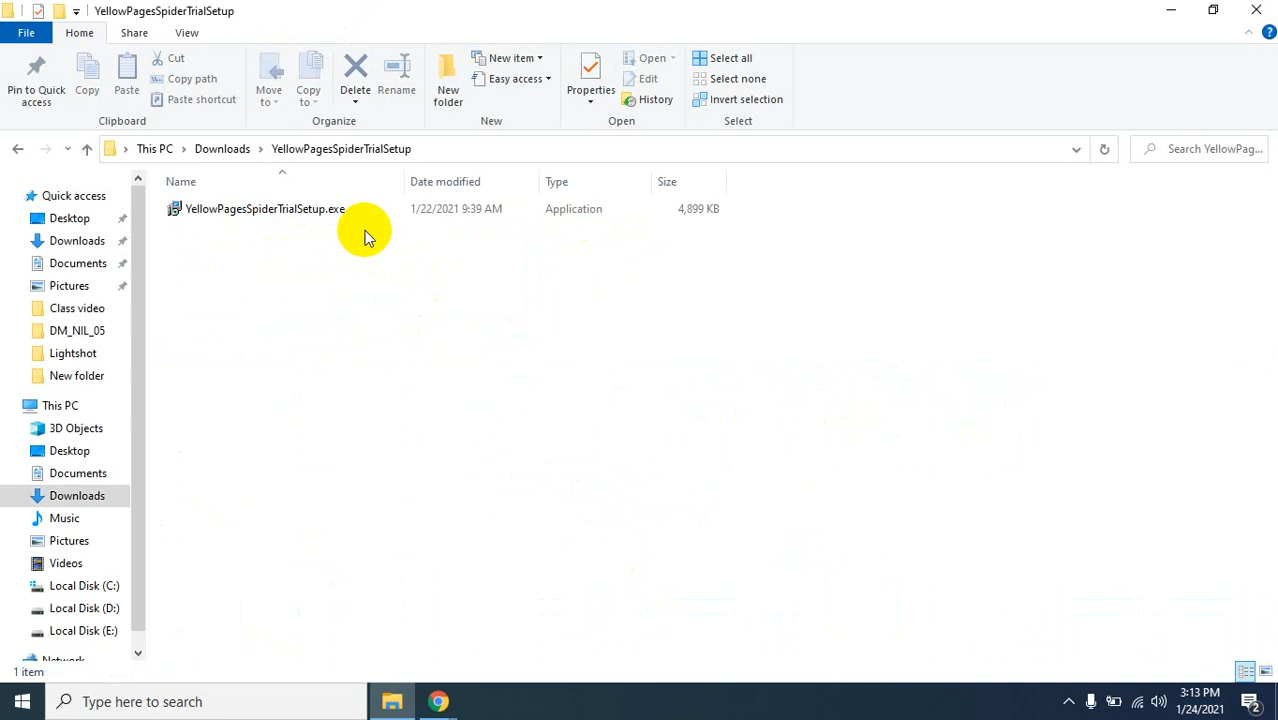 YellowPagesSpiderTrialSetup
File Home Share View
Pin to Quick access
Copy
Paste
Cut
Copy path
Paste shortcut
Clipboard
Move to
Copy to
Delete
Rename
Organize
New folder
New item
Easy access
New
Properties
Open
Edit
History
Open
Select all
Select none
Invert selection
Select
This PC > Downloads > YellowPagesSpiderTrialSetup
Search YellowPag...
Name Date modified Type Size
YellowPagesSpiderTrialSetup.exe 1/22/2021 9:39 AM Application 4,899 KB
Quick access
Desktop
Downloads
Documents
Pictures
Class video
DM_NIL_05
Lightshot
New folder
This PC
3D Objects
Desktop
Documents
Downloads
Music
Pictures
Videos
Local Disk (C:)
Local Disk (D:)
Local Disk (E:)
Network
1 item
Type here to search
3:13 PM
1/24/2021
2